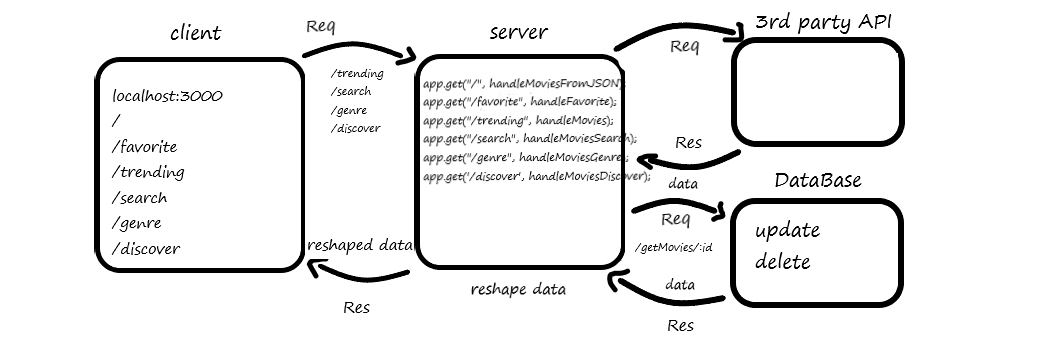 client
localhost:3000
/
/favorite
/trending
/search
/genre
/discover
Req
/trending
/search
/genre
/discover
reshaped data
Res
server
app.get("/", handleMoviesFromJSON);
app.get("/favorite", handleFavorite);
app.get("/trending", handleMovies);
app.get("/search", handleMoviesSearch);
app.get("/genre", handleMoviesGenre);
app.get('/discover', handleMoviesDiscover);
reshape data
Req
3rd party API
Res
data
Req
/getMovies/:id
data
Res
DataBase
update
delete